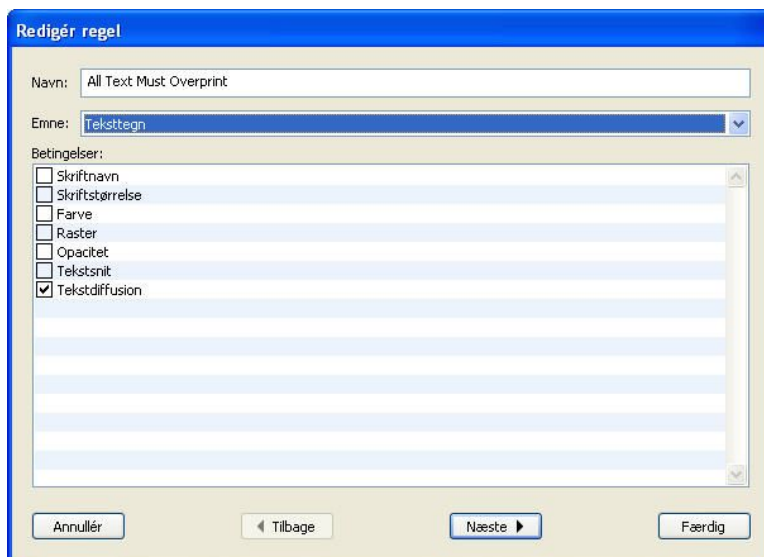 Redigér regel
Navn: All Text Must Overprint
Emne: Teksttegn
Betingelser:
Skriftnavn
Skriftstørrelse
Farve
Raster
Opacitet
Tekstsnit
Tekstdiffusion
Annullér Tilbage Næste Færdig